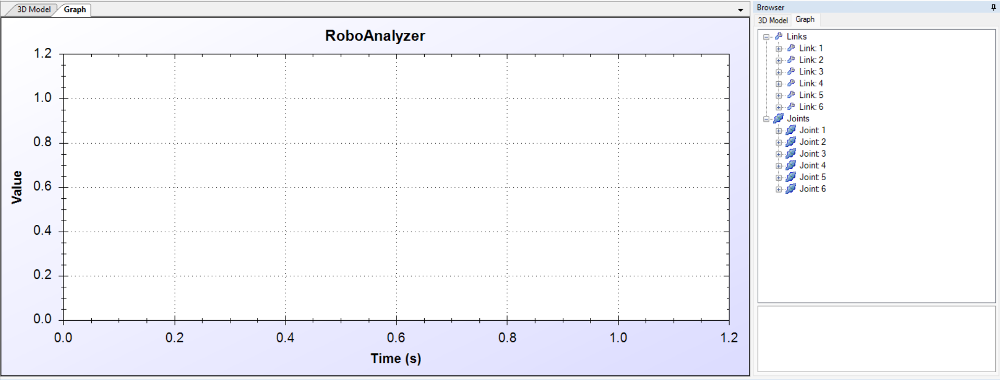 3D Model
Graph
RoboAnalyzer
1.2
1.0
0.8
0.6
0.4
0.2
0.0
Value
0.0 0.2 0.4 0.6 0.8 1.0 1.2
Time (s)
Browser
3D Model Graph
Links
Link: 1
Link: 2
Link: 3
Link: 4
Link: 5
Link: 6
Joints
Joint: 1
Joint: 2
Joint: 3
Joint: 4
Joint: 5
Joint: 6